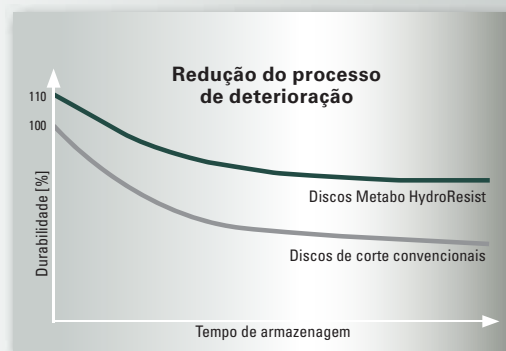 Redução do processo
de deterioração
110
100
Durabilidade [%]
Discos Metabo HydroResist
Discos de corte convencionais
Tempo de armazenagem